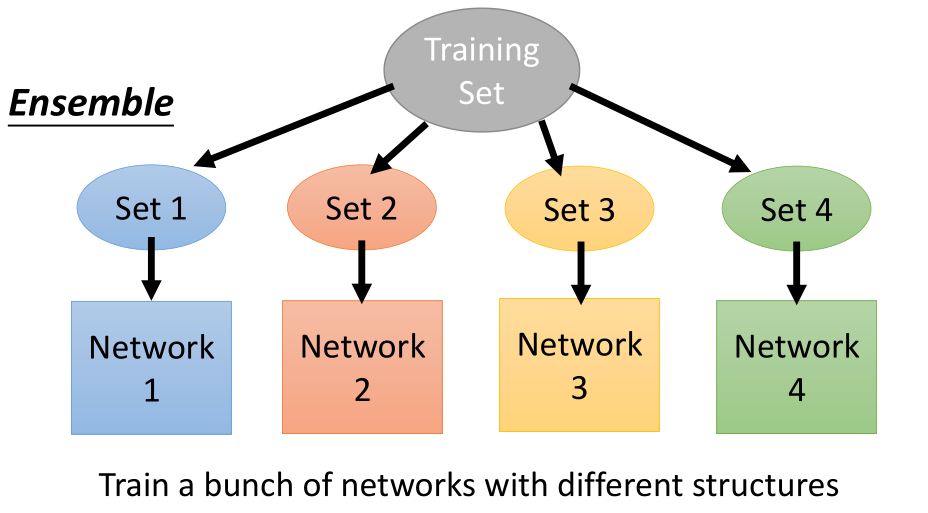 Training
Set
Ensemble
Set 1
Set 2
Set 3
Set 4
Network
1
Network
2
Network
3
Network
4
Train a bunch of networks with different structures